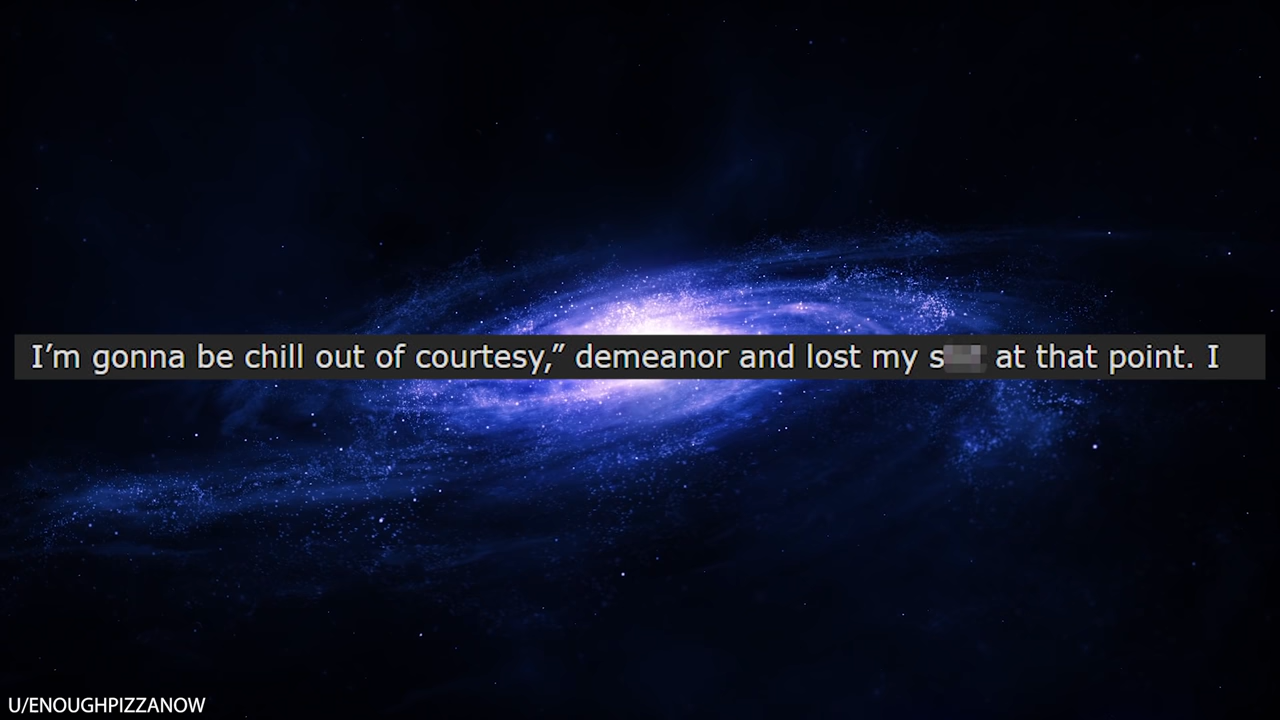 I’m gonna be chill out of courtesy,” demeanor and lost my s at that point. I
U/ENOUGHPIZZANOW